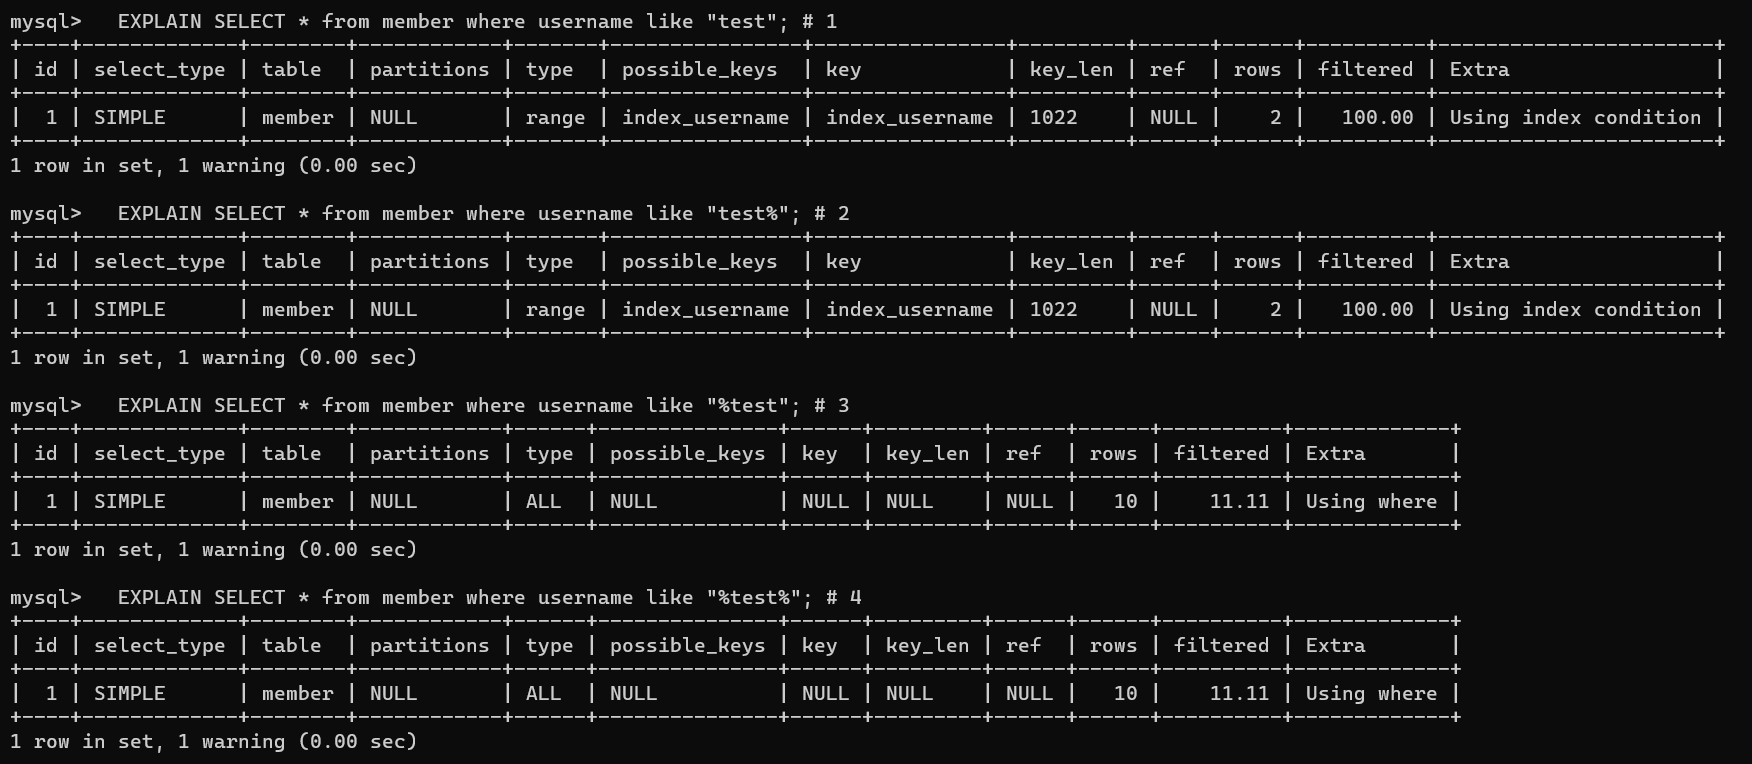 mysql>   EXPLAIN SELECT * from member where username like "test"; # 1
+----+-------------+--------+------------+-------+----------------+----------------+---------+------+------+----------+-----------------------+
| id | select_type | table  | partitions | type  | possible_keys  | key            | key_len | ref  | rows | filtered | Extra                 |
+----+-------------+--------+------------+-------+----------------+----------------+---------+------+------+----------+-----------------------+
|  1 | SIMPLE      | member | NULL       | range | index_username | index_username | 1022    | NULL |    2 |   100.00 | Using index condition |
+----+-------------+--------+------------+-------+----------------+----------------+---------+------+------+----------+-----------------------+
1 row in set, 1 warning (0.00 sec)

mysql>   EXPLAIN SELECT * from member where username like "test%"; # 2
+----+-------------+--------+------------+-------+----------------+----------------+---------+------+------+----------+-----------------------+
| id | select_type | table  | partitions | type  | possible_keys  | key            | key_len | ref  | rows | filtered | Extra                 |
+----+-------------+--------+------------+-------+----------------+----------------+---------+------+------+----------+-----------------------+
|  1 | SIMPLE      | member | NULL       | range | index_username | index_username | 1022    | NULL |    2 |   100.00 | Using index condition |
+----+-------------+--------+------------+-------+----------------+----------------+---------+------+------+----------+-----------------------+
1 row in set, 1 warning (0.00 sec)

mysql>   EXPLAIN SELECT * from member where username like "%test"; # 3
+----+-------------+--------+------------+------+---------------+------+---------+------+------+----------+-------------+
| id | select_type | table  | partitions | type | possible_keys | key  | key_len | ref  | rows | filtered | Extra       |
+----+-------------+--------+------------+------+---------------+------+---------+------+------+----------+-------------+
|  1 | SIMPLE      | member | NULL       | ALL  | NULL          | NULL | NULL    | NULL |   10 |    11.11 | Using where |
+----+-------------+--------+------------+------+---------------+------+---------+------+------+----------+-------------+
1 row in set, 1 warning (0.00 sec)

mysql>   EXPLAIN SELECT * from member where username like "%test%"; # 4
+----+-------------+--------+------------+------+---------------+------+---------+------+------+----------+-------------+
| id | select_type | table  | partitions | type | possible_keys | key  | key_len | ref  | rows | filtered | Extra       |
+----+-------------+--------+------------+------+---------------+------+---------+------+------+----------+-------------+
|  1 | SIMPLE      | member | NULL       | ALL  | NULL          | NULL | NULL    | NULL |   10 |    11.11 | Using where |
+----+-------------+--------+------------+------+---------------+------+---------+------+------+----------+-------------+
1 row in set, 1 warning (0.00 sec)